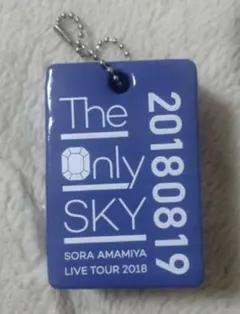 The
Only
SKY
SORA AMAMIYA
LIVE TOUR 2018
20180819